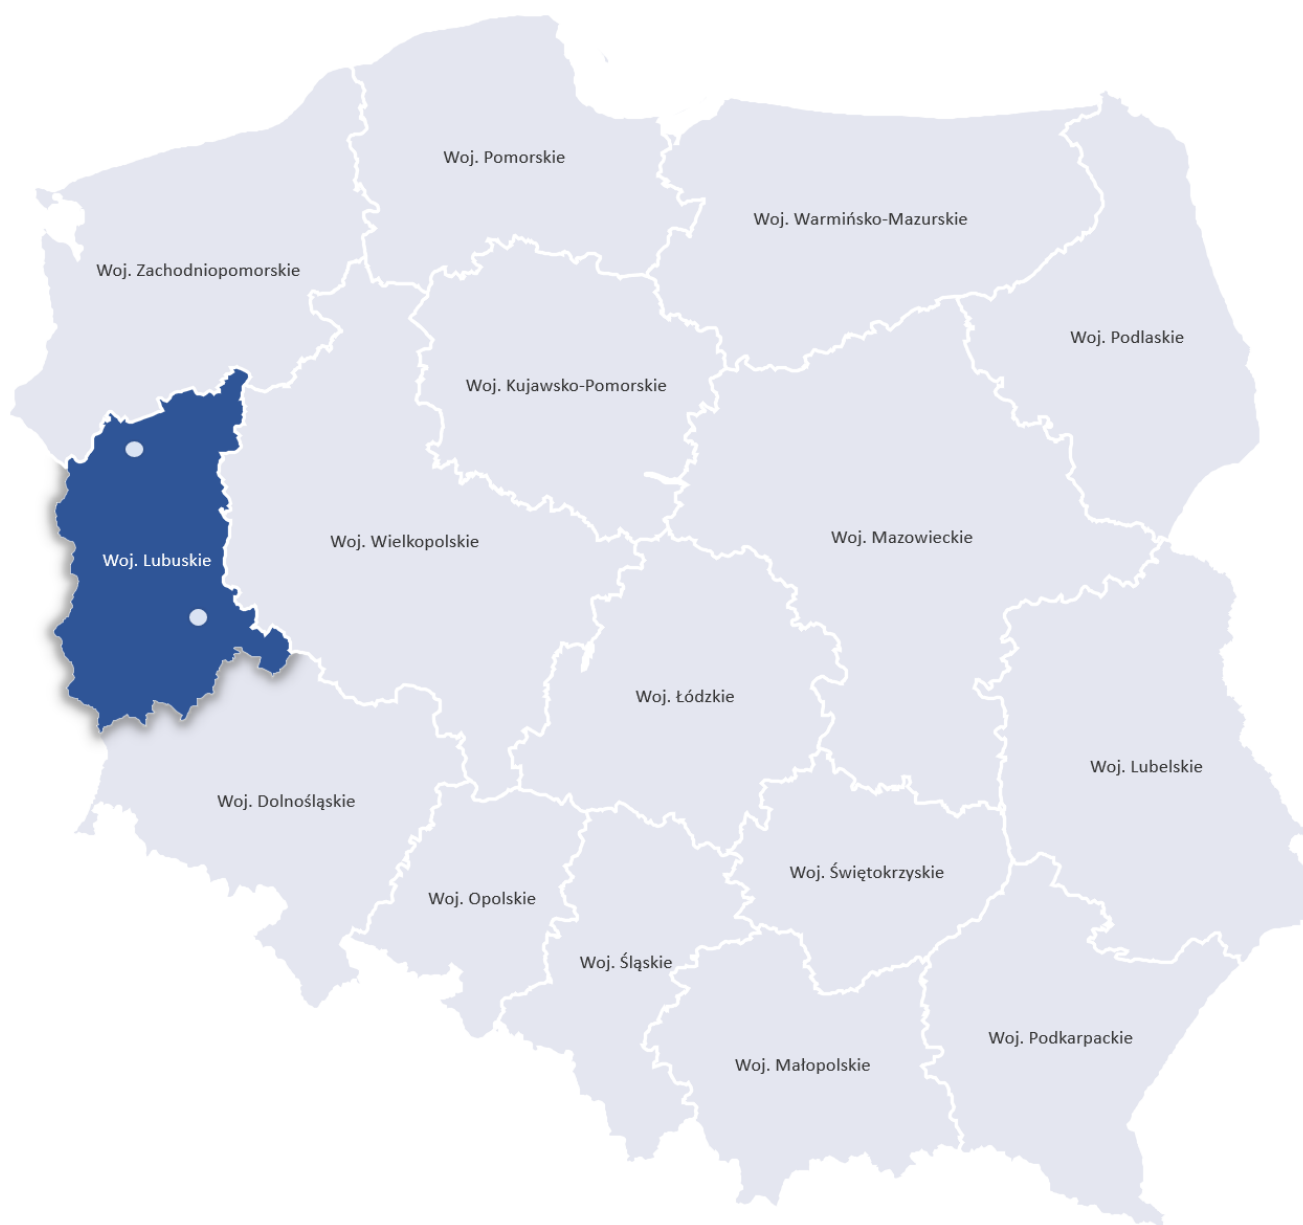 Woj. Pomorskie
Woj. Warmińsko-Mazurskie
Woj. Zachodniopomorskie
Woj. Podlaskie
Woj. Kujawsko-Pomorskie
Woj. Wielkopolskie
Woj. Mazowieckie
Woj. Lubuskie
Woj. Łódzkie
Woj. Lubelskie
Woj. Dolnośląskie
Woj. Świętokrzyskie
Woj. Opolskie
Woj. Śląskie
Woj. Podkarpackie
Woj. Małopolskie